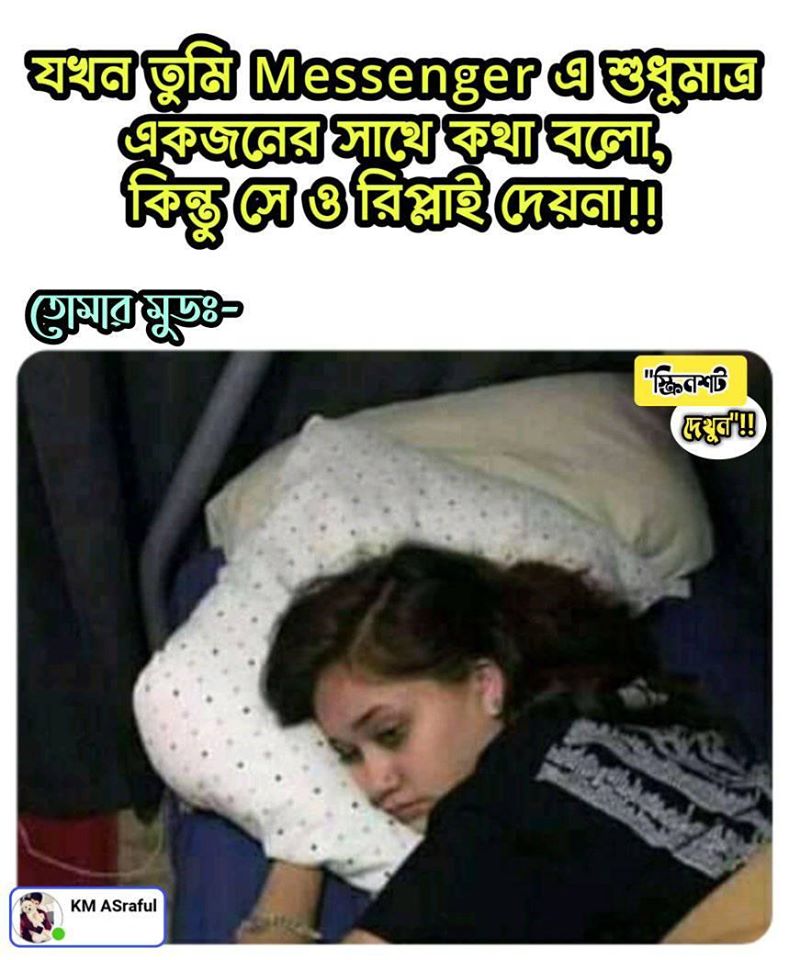 যখন তুমি Messenger এ শুধুমাত্র
একজনের সাথে কথা বলো,
কিন্তু সে ও রিপ্লাই দেয়না!!
তোমার মুডঃ-
"স্ক্রিনশট
দেখুন"!!
KM ASraful